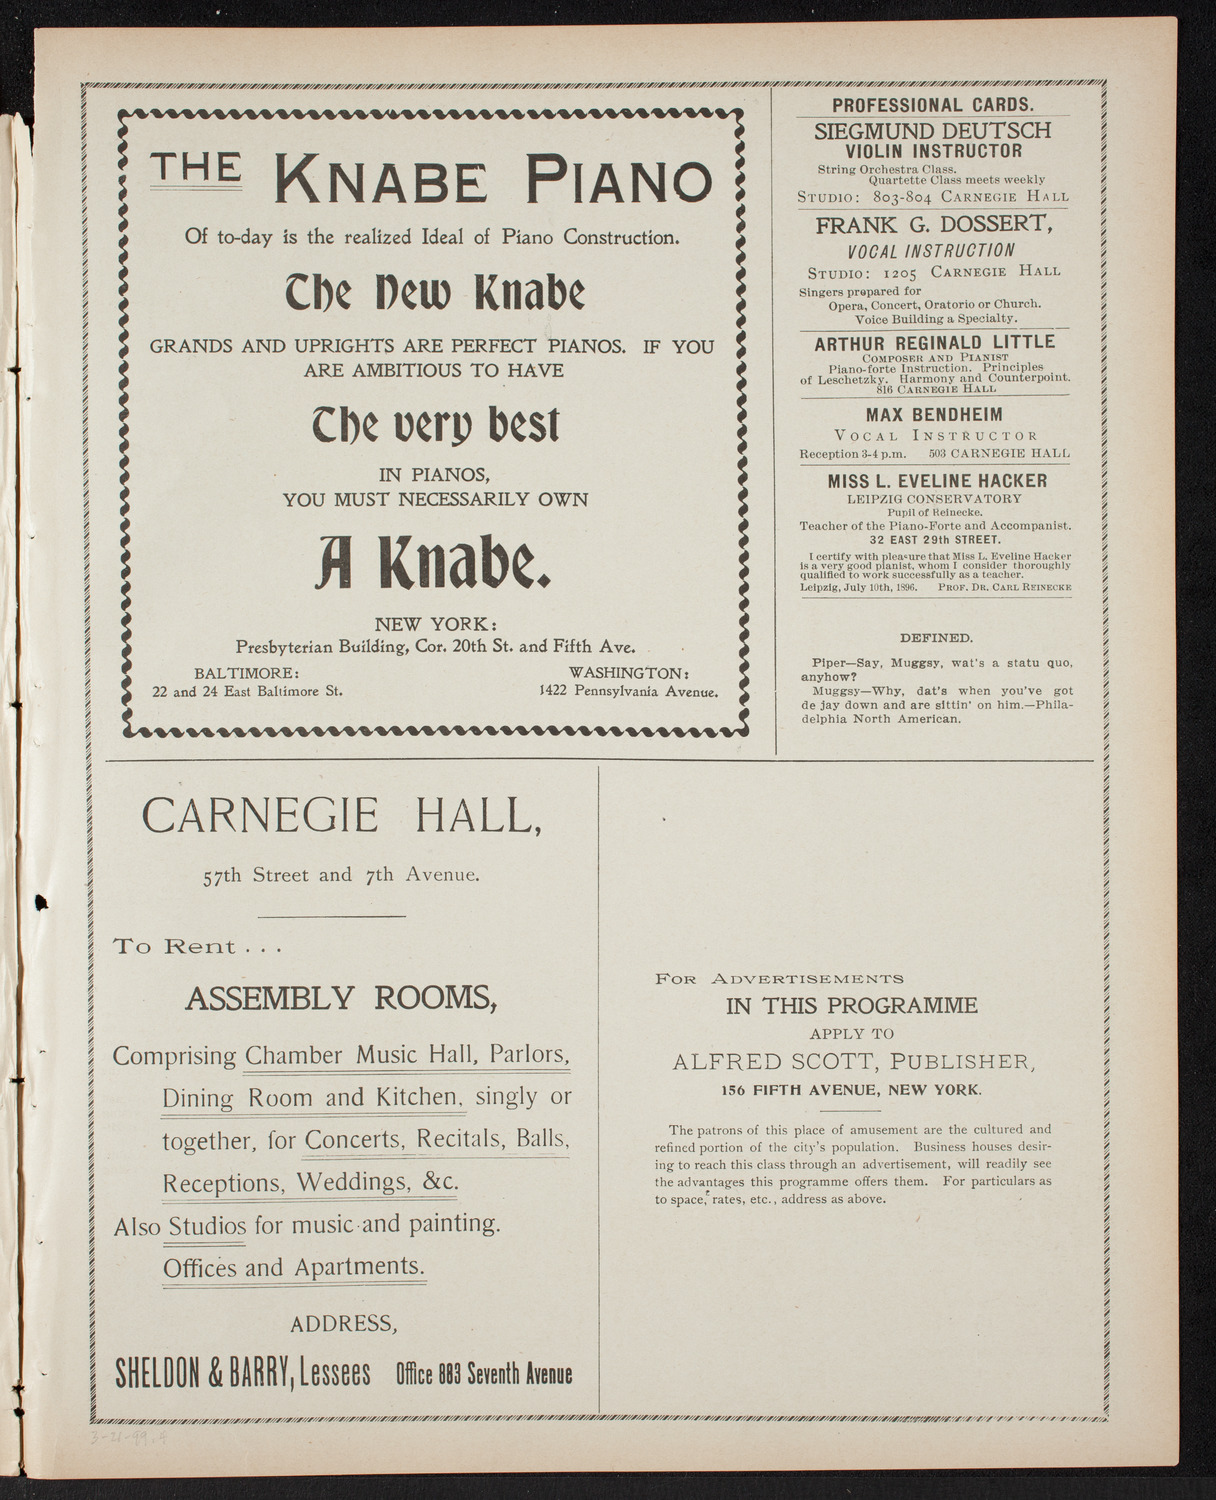 THE KNABE PIANO
Of to-day is the realized Ideal of Piano Construction.
The New Knabe
GRANDS AND UPRIGHTS ARE PERFECT PIANOS. IF YOU
ARE AMBITIOUS TO HAVE
The very best
IN PIANOS,
YOU MUST NECESSARILY OWN
A Knabe.
NEW YORK:
Presbyterian Building, Cor. 20th St. and Fifth Ave.
BALTIMORE: WASHINGTON:
22 and 24 East Baltimore St. 1422 Pennsylvania Avenue.
PROFESSIONAL CARDS.
SIEGMUND DEUTSCH
VIOLIN INSTRUCTOR
String Orchestra Class.
Quartette Class meets weekly
STUDIO: 803-804 CARNEGIE HALL
FRANK G. DOSSERT,
VOCAL INSTRUCTION
STUDIO: 1205 CARNEGIE HALL
Singers prepared for
Opera, Concert, Oratorio or Church.
Voice Building a Specialty.
ARTHUR REGINALD LITTLE
COMPOSER AND PIANIST
Piano-forte Instruction. Principles
of Leschetzky. Harmony and Counterpoint.
816 CARNEGIE HALL
MAX BENDHEIM
VOCAL INSTRUCTOR
Reception 3-4 p.m. 503 CARNEGIE HALL
MISS L. EVELINE HACKER
LEIPZIG CONSERVATORY
Pupil of Reinecke.
Teacher of the Piano-Forte and Accompanist.
32 EAST 29th STREET.
I certify with pleasure that Miss L. Eveline Hacker
is a very good pianist, whom I consider thoroughly
qualified to work successfully as a teacher.
Leipzig, July 10th, 1896. PROF. DR. CARL REINECKE
DEFINED.
Piper—Say, Muggsy, wat's a statu quo,
anyhow?
Muggsy—Why, dat's when you've got
de jay down and are sittin' on him.—Phila-
delphia North American.
CARNEGIE HALL,
57th Street and 7th Avenue.
To Rent . . .
ASSEMBLY ROOMS,
Comprising Chamber Music Hall, Parlors,
Dining Room and Kitchen, singly or
together, for Concerts, Recitals, Balls,
Receptions, Weddings, &c.
Also Studios for music and painting.
Offices and Apartments.
ADDRESS,
SHELDON & BARRY, Lessees Office 883 Seventh Avenue
FOR ADVERTISEMENTS
IN THIS PROGRAMME
APPLY TO
ALFRED SCOTT, PUBLISHER,
156 FIFTH AVENUE, NEW YORK.
The patrons of this place of amusement are the cultured and
refined portion of the city's population. Business houses desir-
ing to reach this class through an advertisement, will readily see
the advantages this programme offers them. For particulars as
to space, rates, etc., address as above.
3-21-99.4